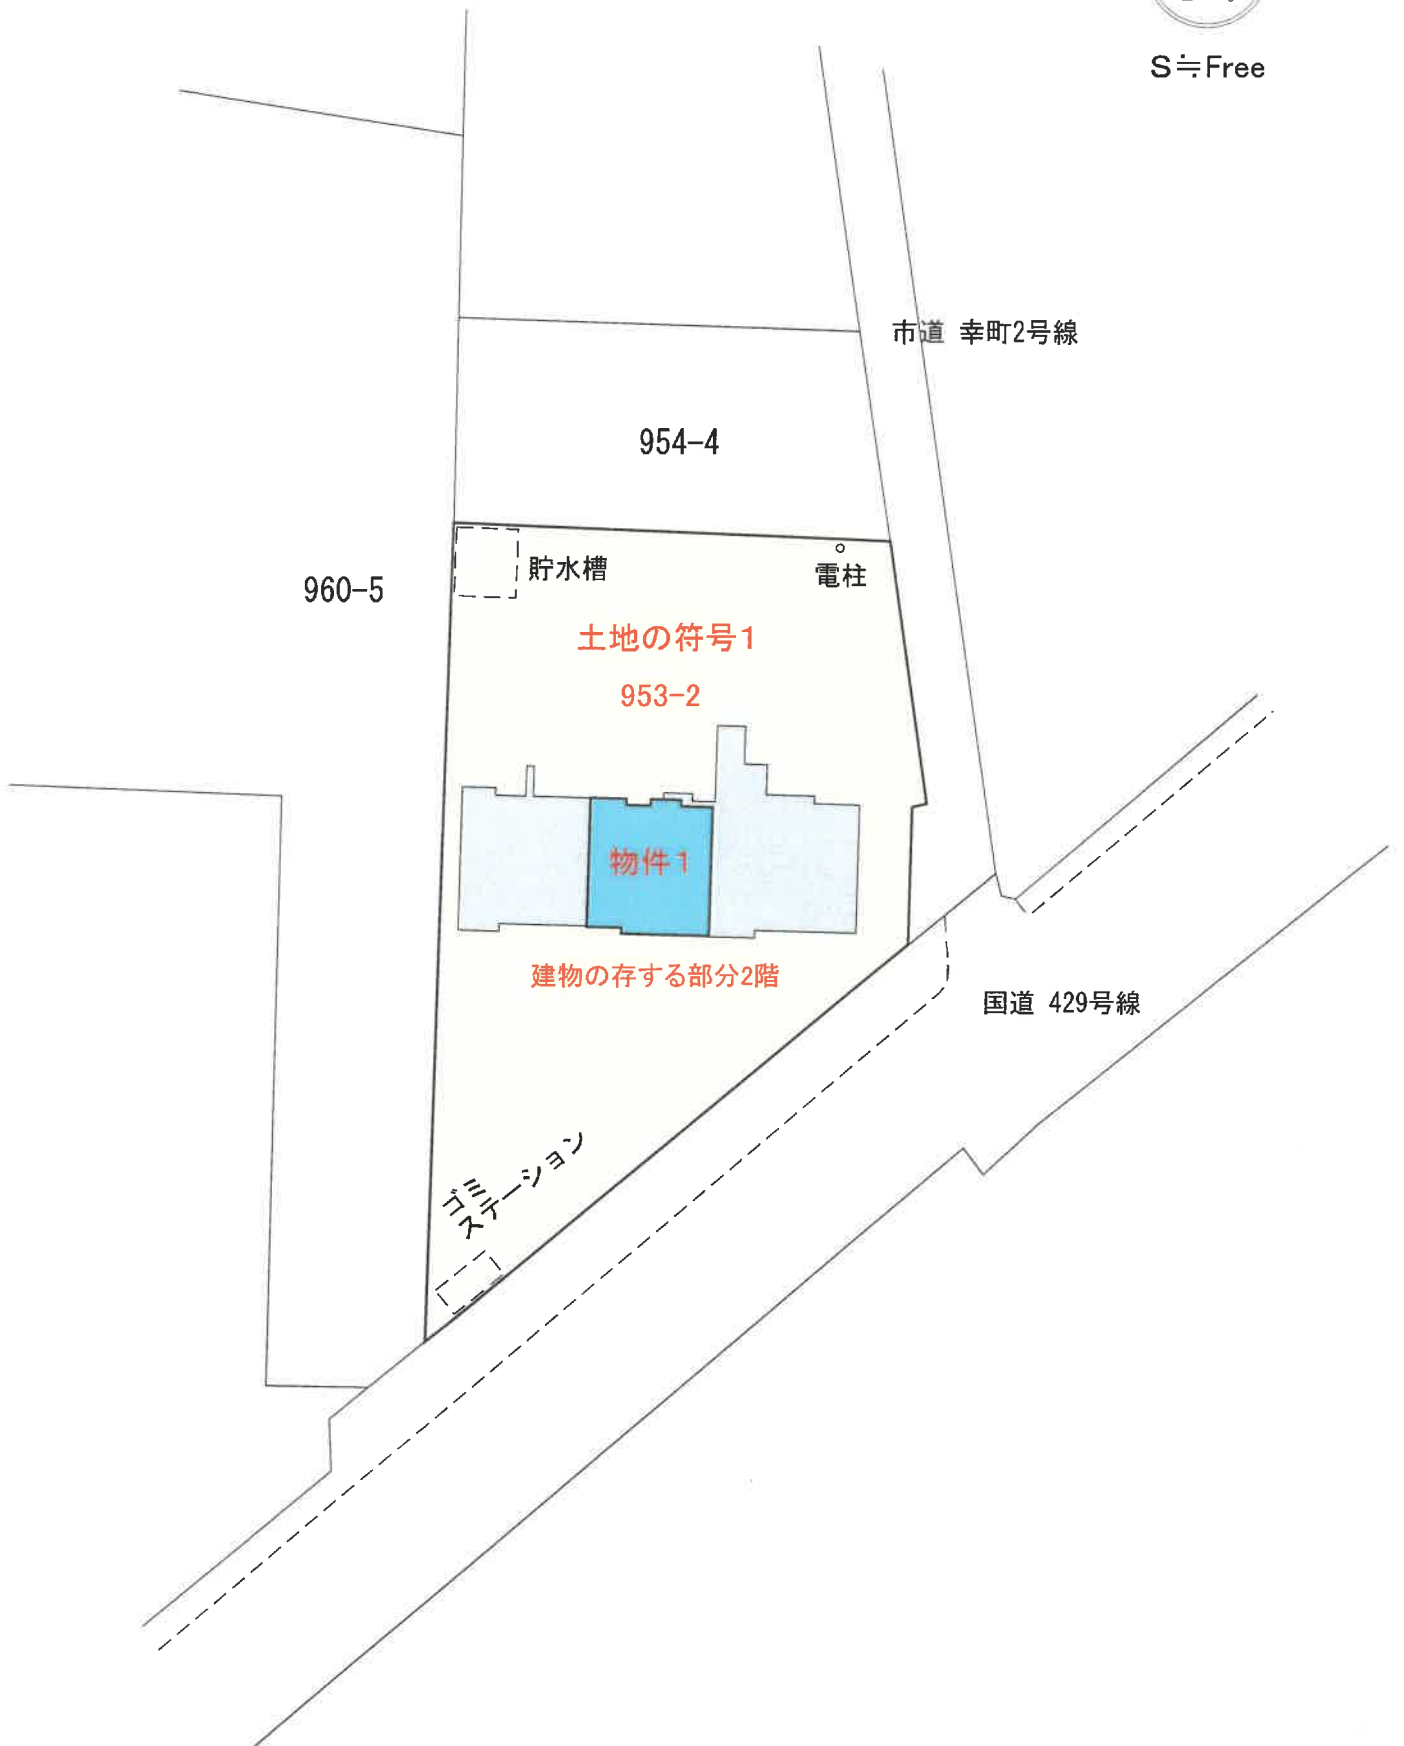 S≒Free
市道 幸町2号線
954-4
貯水槽
電柱
960-5
土地の符号1
953-2
物件1
建物の存する部分2階
国道 429号線
ゴミ
ステーション